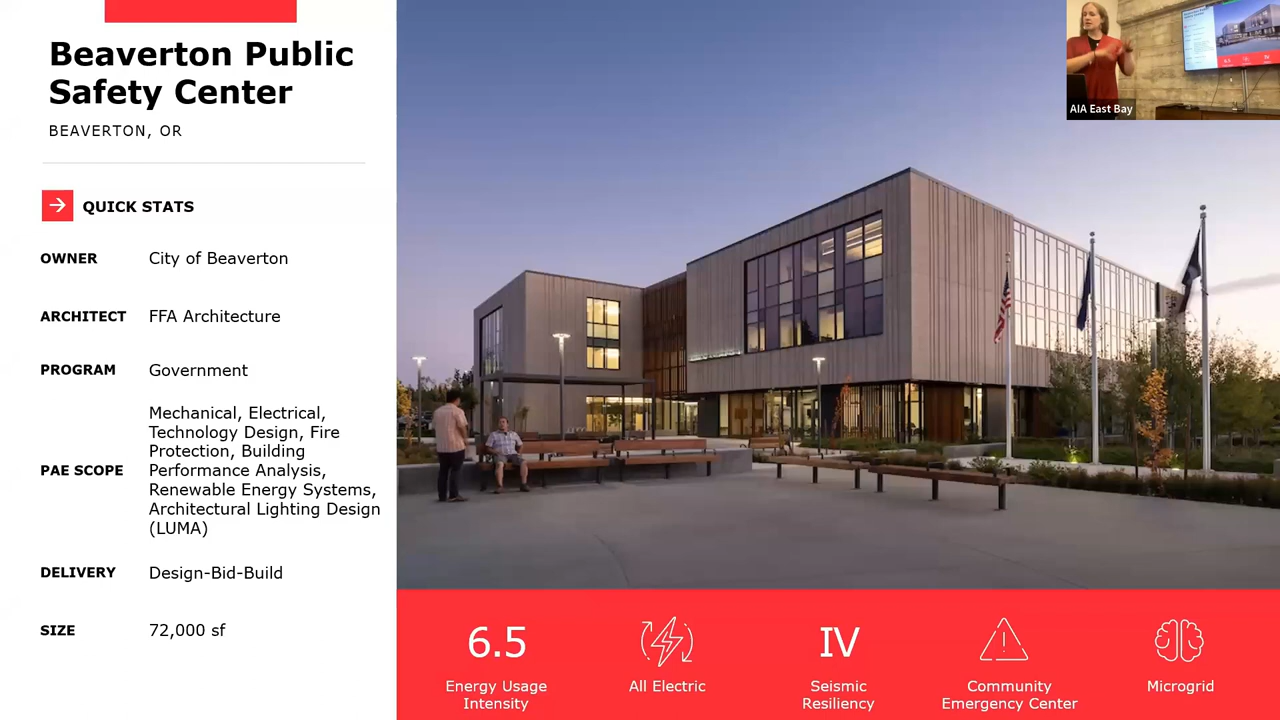 Beaverton Public
Safety Center
BEAVERTON, OR
QUICK STATS
OWNER City of Beaverton
ARCHITECT FFA Architecture
PROGRAM Government
PAE SCOPE Mechanical, Electrical,
Technology Design, Fire
Protection, Building
Performance Analysis,
Renewable Energy Systems,
Architectural Lighting Design
(LUMA)
DELIVERY Design-Bid-Build
SIZE 72,000 sf
AIA East Bay
6.5
Energy Usage
Intensity
All Electric
IV
Seismic
Resiliency
Community
Emergency Center
Microgrid